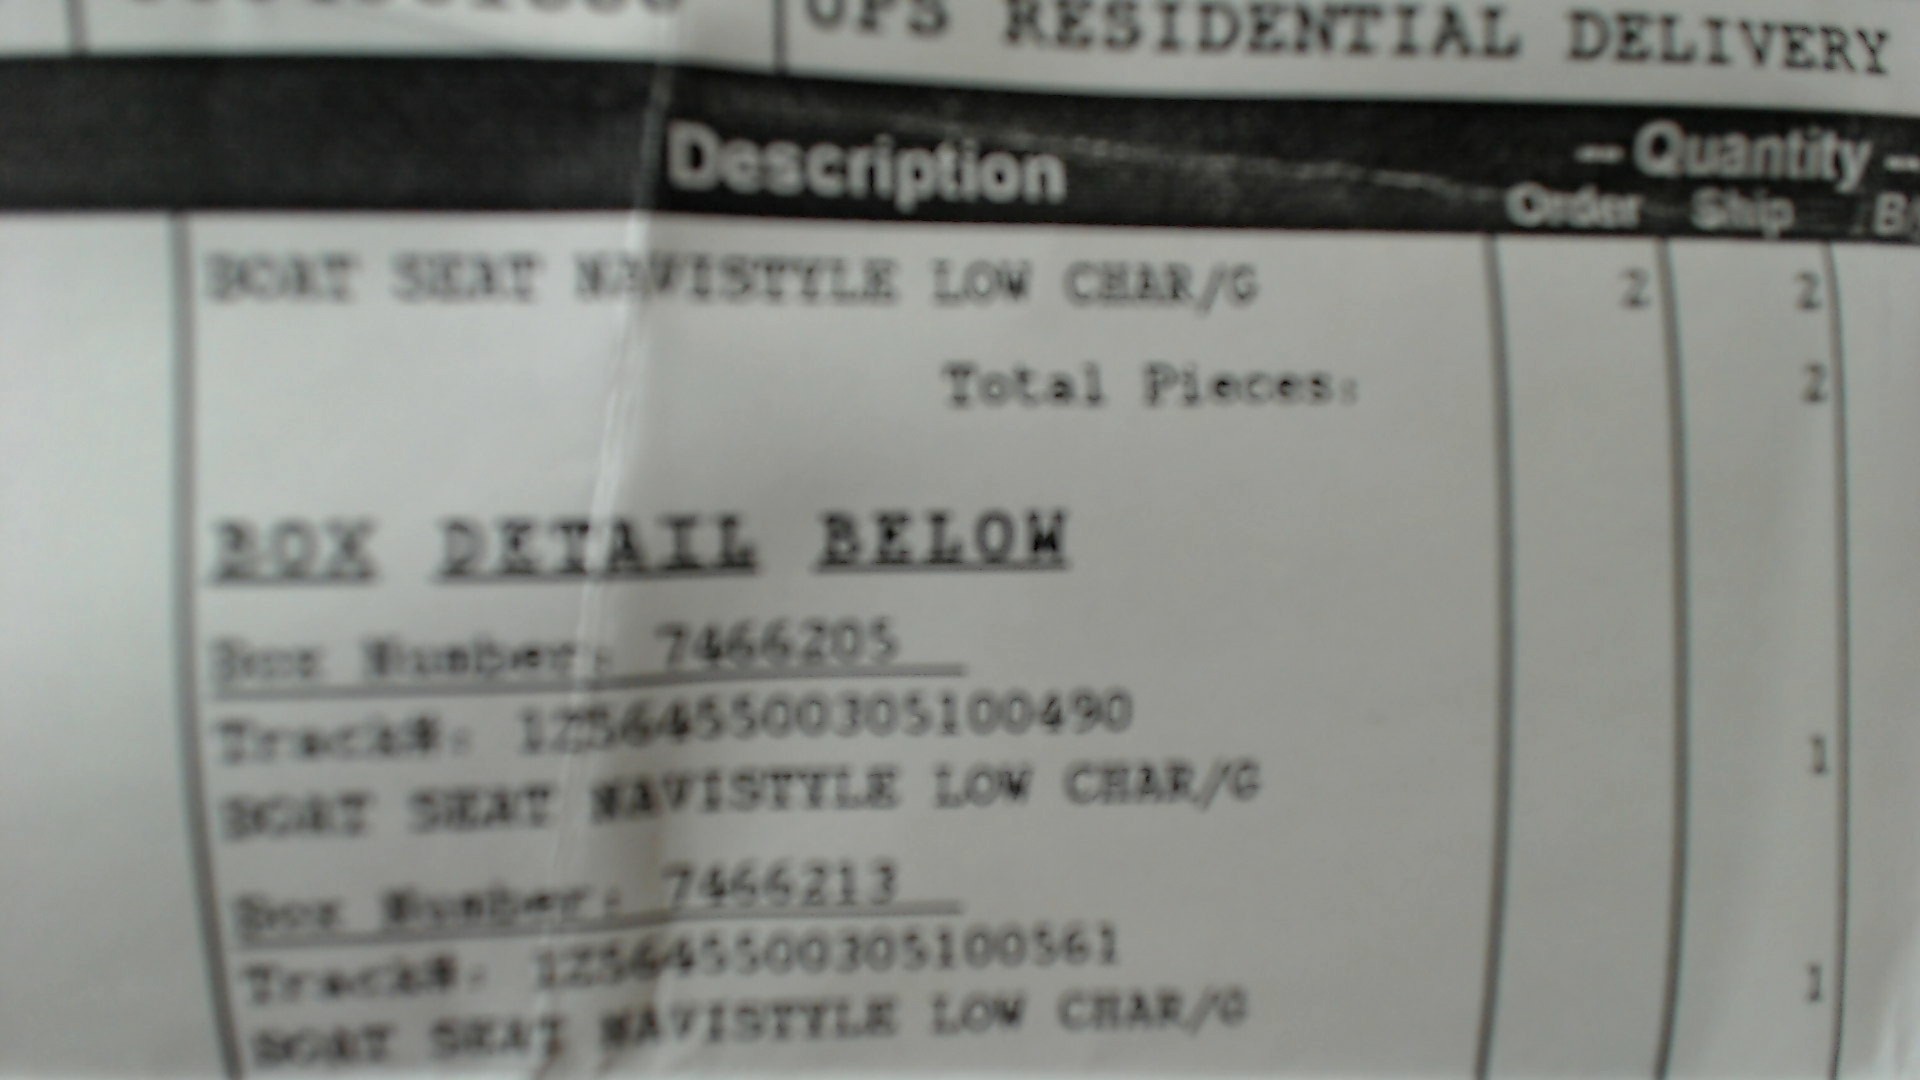 UPS RESIDENTIAL DELIVERY
Description
-- Quantity --
Order Ship
BOAT SEAT NAVISTYLE LOW CHAR/G 2 2
Total Pieces: 2
BOX DETAIL BELOW
Box Number: 7466205
Track#: 1Z5645500305100490
1
BOAT SEAT NAVISTYLE LOW CHAR/G
Box Number: 7466213
Track#: 1Z5645500305100561
1
BOAT SEAT NAVISTYLE LOW CHAR/G